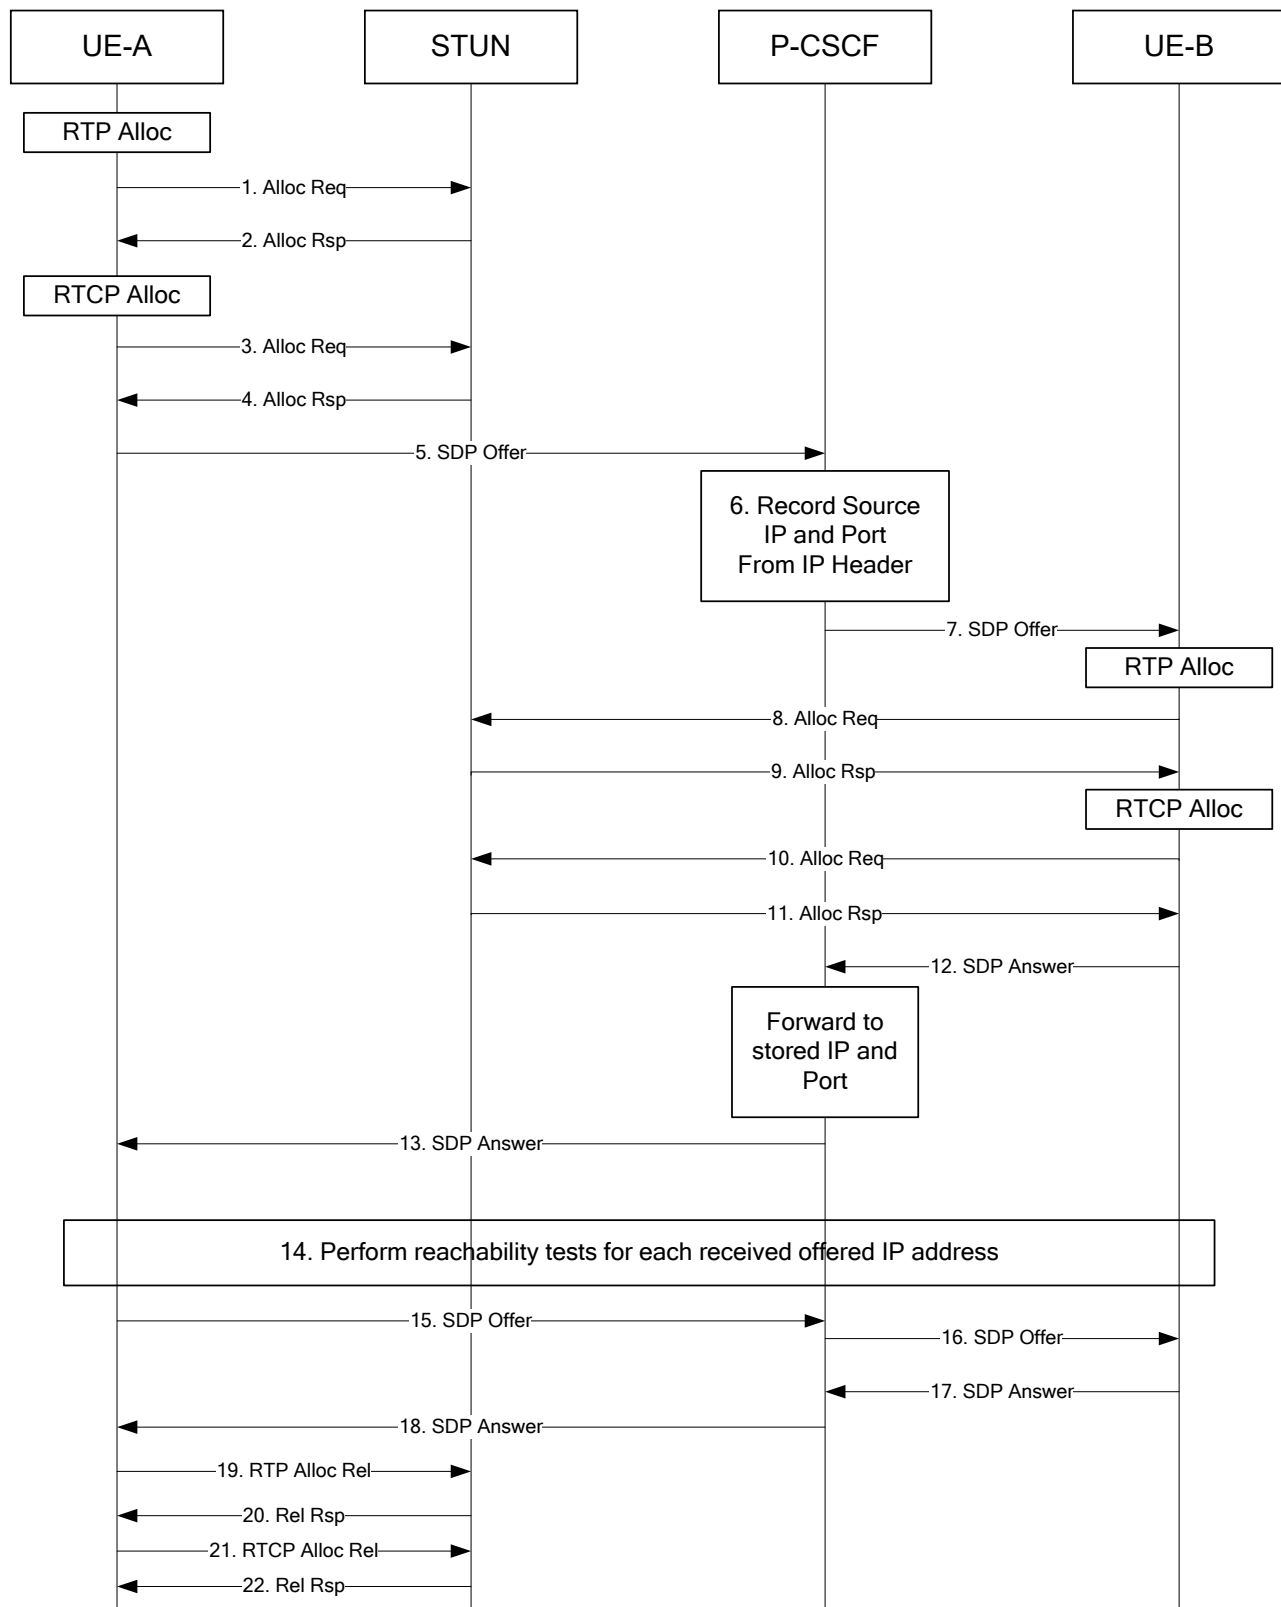 UE-A
STUN
P-CSCF
UE-B
RTP Alloc
1. Alloc Req
2. Alloc Rsp
RTCP Alloc
3. Alloc Req
4. Alloc Rsp
5. SDP Offer
6. Record Source
IP and Port
From IP Header
7. SDP Offer
RTP Alloc
8. Alloc Req
9. Alloc Rsp
RTCP Alloc
10. Alloc Req
11. Alloc Rsp
12. SDP Answer
Forward to
stored IP and
Port
13. SDP Answer
14. Perform reachability tests for each received offered IP address
15. SDP Offer
16. SDP Offer
17. SDP Answer
18. SDP Answer
19. RTP Alloc Rel
20. Rel Rsp
21. RTCP Alloc Rel
22. Rel Rsp